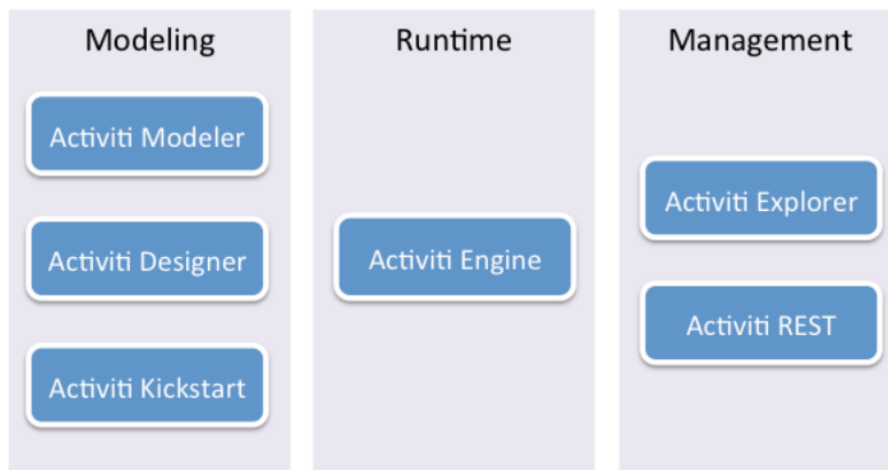 Modeling
Activiti Modeler
Activiti Designer
Activiti Kickstart
Runtime
Activiti Engine
Management
Activiti Explorer
Activiti REST